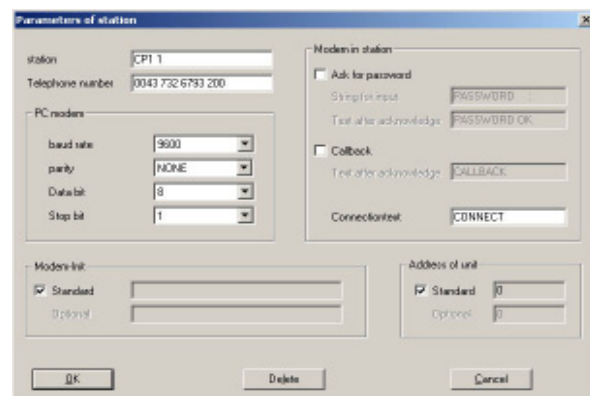 Parameters of station
station CP1 1
Telephone number 0043 732 6793 200
PC modem
baud rate 9600
parity NONE
Data bit 8
Stop bit 1
Modem in station
Ask for password
String for input PASSWORD :
Text after acknowledge PASSWORD OK
Callback
Text after acknowledge CALLBACK
Connectiontext CONNECT
Modem-Init
Standard
Optional
Address of unit
Standard 0
Optional 0
OK
Delete
Cancel